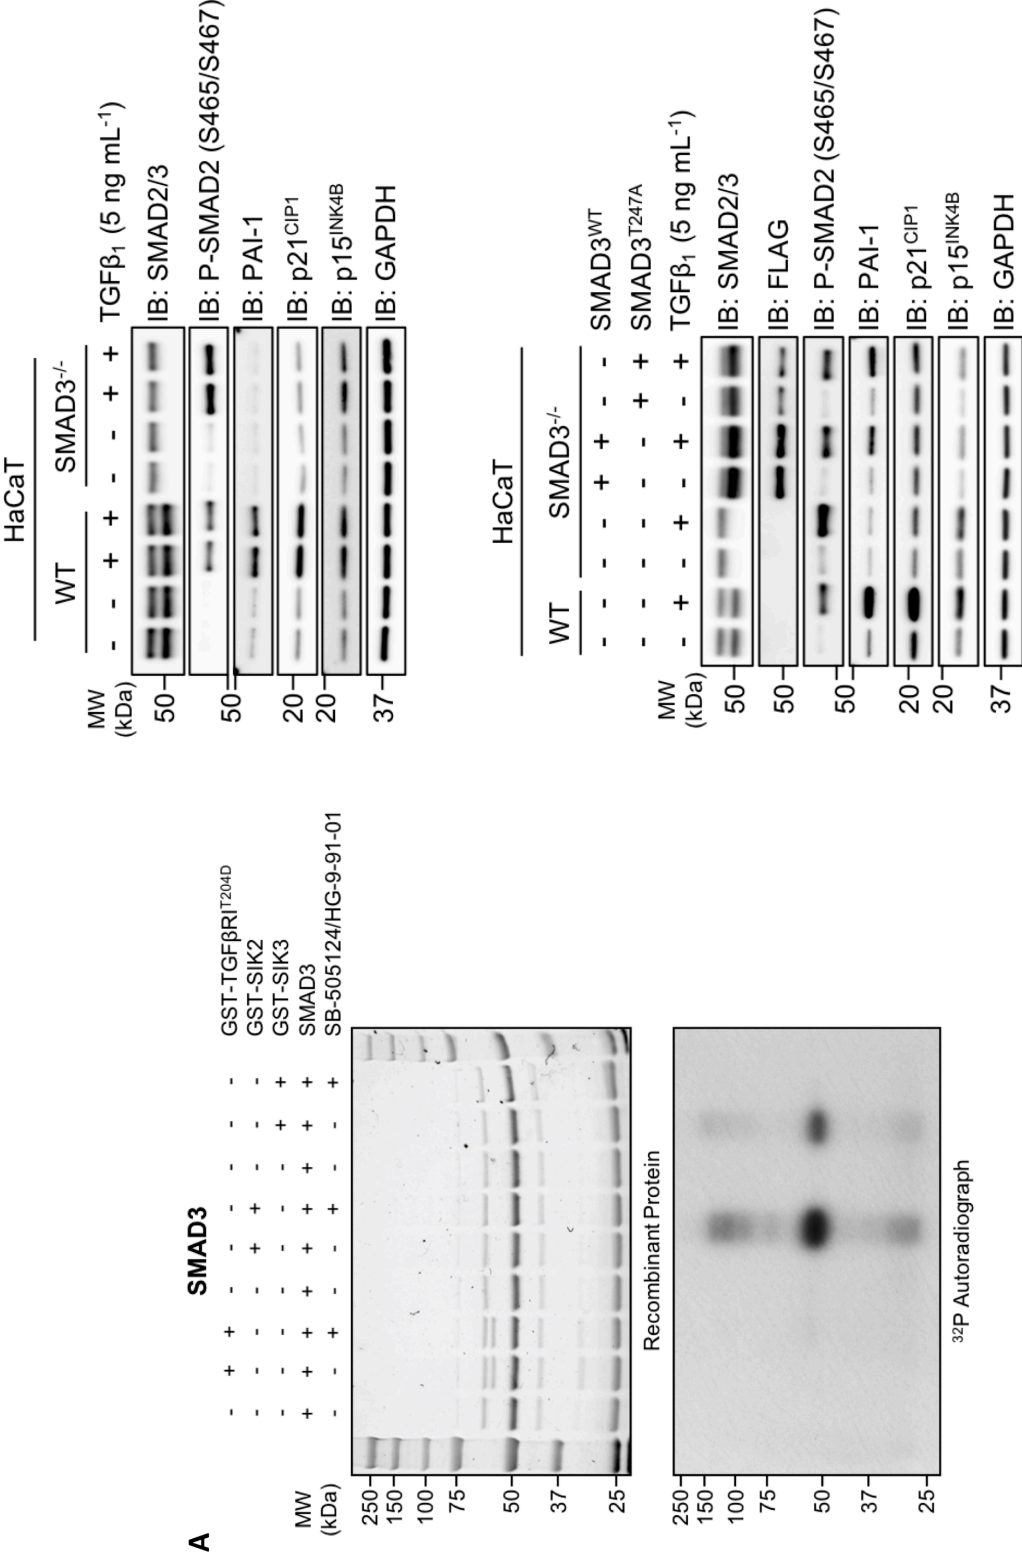 A
SMAD3
- + + - - - - - - GST-TGFβRI^T204D
- - - - + + - - - GST-SIK2
- - - - - - - + + GST-SIK3
+ + + + + + + + + SMAD3
- - + - - + - - + SB-505124/HG-9-91-01
MW
(kDa)
250
150
100
75
50
37
25
Recombinant Protein
250
150
100
75
50
37
25
³²P Autoradiograph
HaCaT
WT SMAD3⁻/⁻
- - + + - - + + TGFβ₁ (5 ng mL⁻¹)
MW
(kDa)
50 IB: SMAD2/3
IB: P-SMAD2 (S465/S467)
50 IB: PAI-1
20 IB: p21^CIP1
20 IB: p15^INK4B
37 IB: GAPDH
HaCaT
WT SMAD3⁻/⁻
- - - - + + - - SMAD3^WT
- - - - - - + + SMAD3^T247A
- + - + - + - + TGFβ₁ (5 ng mL⁻¹)
MW
(kDa)
50 IB: SMAD2/3
50 IB: FLAG
IB: P-SMAD2 (S465/S467)
50 IB: PAI-1
20 IB: p21^CIP1
20 IB: p15^INK4B
37 IB: GAPDH